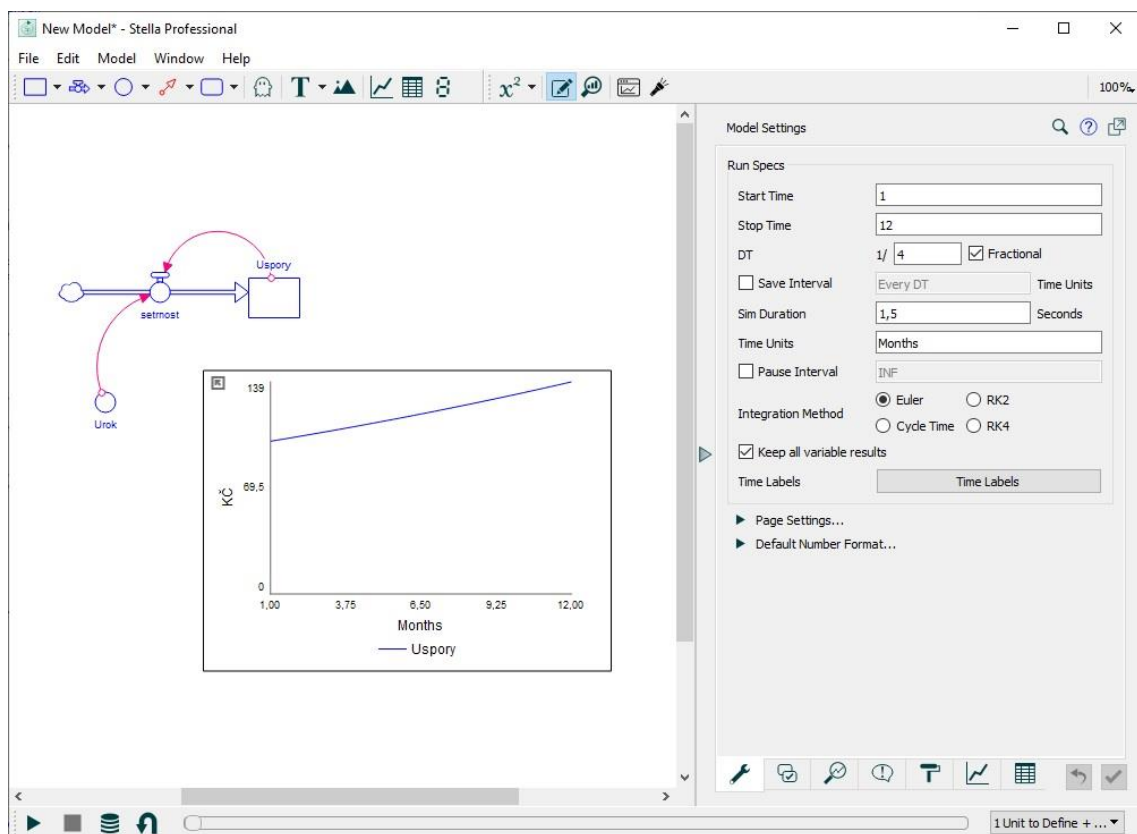 New Model* - Stella Professional
File Edit Model Window Help
T x² 100%
Model Settings
Run Specs
Start Time 1
Stop Time 12
DT 1/ 4 Fractional
Save Interval Every DT Time Units
Sim Duration 1,5 Seconds
Time Units Months
Pause Interval INF
Integration Method Euler RK2
Cycle Time RK4
Keep all variable results
Time Labels Time Labels
Page Settings...
Default Number Format...
Uspory
setrnost
Urok
139
69,5
0
KČ
1,00 3,75 6,50 9,25 12,00
Months
Uspory
1 Unit to Define + ...